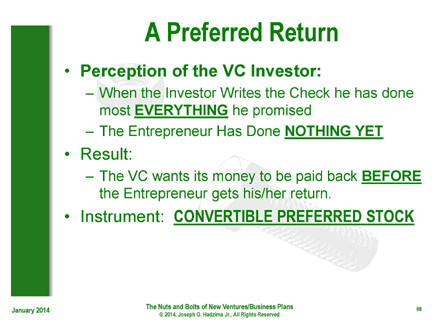 A Preferred Return
• Perception of the VC Investor:
– When the Investor Writes the Check he has done
most EVERYTHING he promised
– The Entrepreneur Has Done NOTHING YET
• Result:
– The VC wants its money to be paid back BEFORE
the Entrepreneur gets his/her return.
• Instrument: CONVERTIBLE PREFERRED STOCK
January 2014
The Nuts and Bolts of New Ventures/Business Plans
© 2014, Joseph G. Hadzima Jr., All Rights Reserved
68